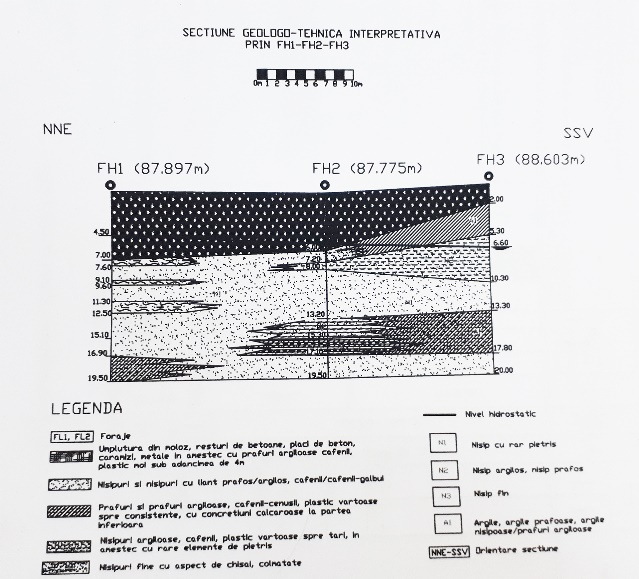 SECTIUNE GEOLOGO-TEHNICA INTERPRETATIVA
PRIN FH1-FH2-FH3
0m 1 2 3 4 5 6 7 8 9 10m
NNE
SSV
FH1 (87.897m)
FH2 (87.775m)
FH3 (88.603m)
2.00
4.50
5.30
6.60
7.00
7.60
9.10
9.60
10.30
11.30
12.50
13.20
13.30
15.10
16.90
17.80
19.50
19.50
20.00
LEGENDA
FL1, FL2 Foraje
Umplutura din moloz, resturi de betoane, placi de beton,
caramizi, metale in amestec cu prafuri argiloase cafenii,
plastic moi sub adancimea de 4m
Nisipuri si nisipuri cu liant prafos/argilos, cafenii/cafenii-galbui
Prafuri si prafuri argiloase, cafenii-cenusii, plastic vartoase
spre consistente, cu concretiuni calcaroase la partea
inferioara
Nisipuri argiloase, cafenii, plastic vartoase spre tari, in
amestec cu rare elemente de pietris
Nisipuri fine cu aspect de chisai, colmatate
Nivel hidrostatic
N1 Nisip cu rar pietris
N2 Nisip argilos, nisip prafos
N3 Nisip fin
A1 Argile, argile prafoase, argile
nisipoase/prafuri argiloase
NNE-SSV Orientare sectiune